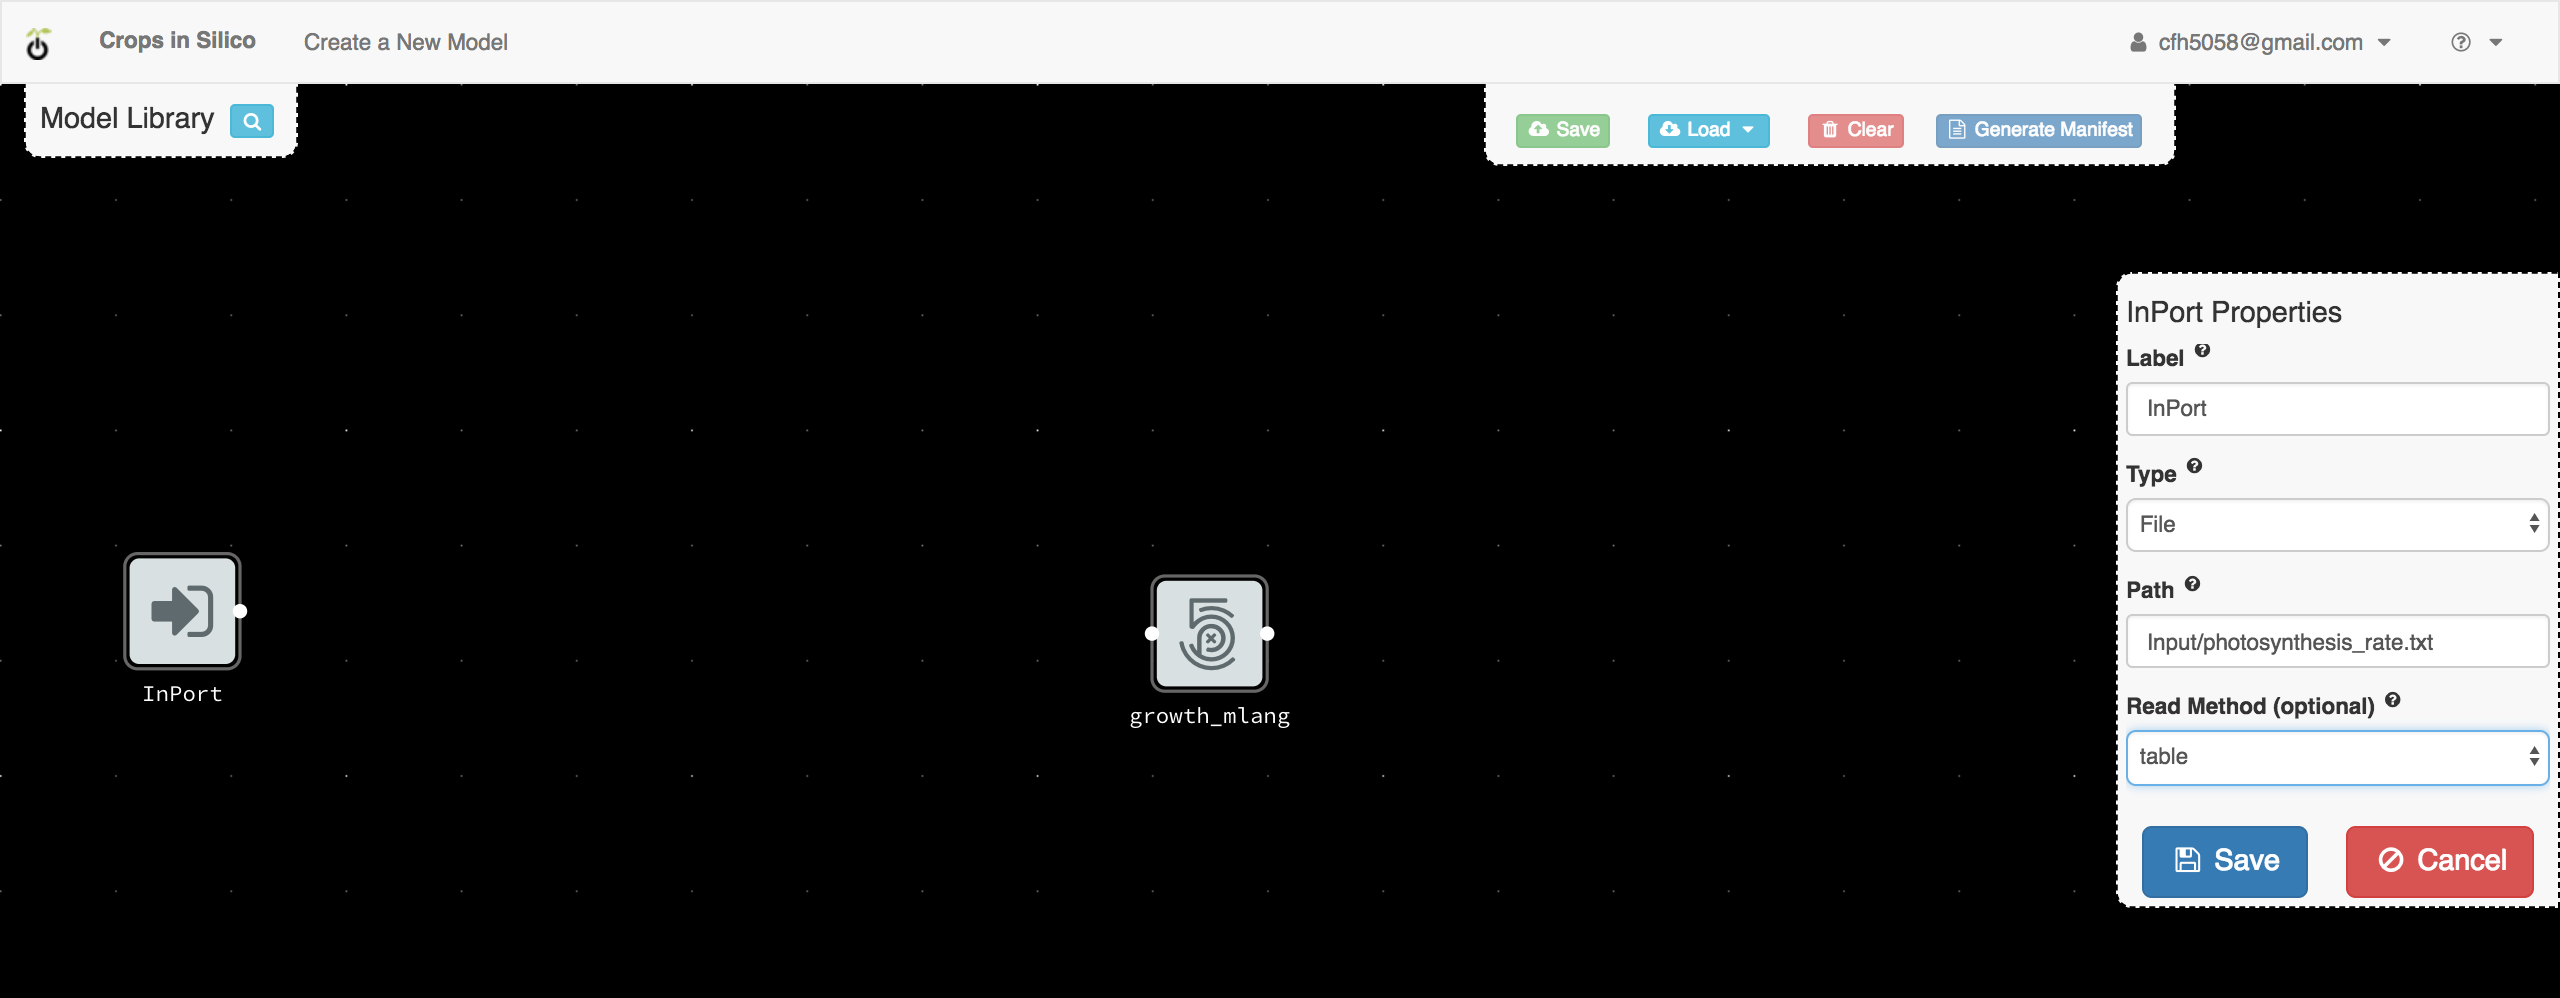 Crops in Silico
Create a New Model
cfh5058@gmail.com
Model Library
Save
Load
Clear
Generate Manifest
InPort Properties
Label
InPort
Type
File
Path
Input/photosynthesis_rate.txt
Read Method (optional)
table
Save
Cancel
InPort
growth_mlang